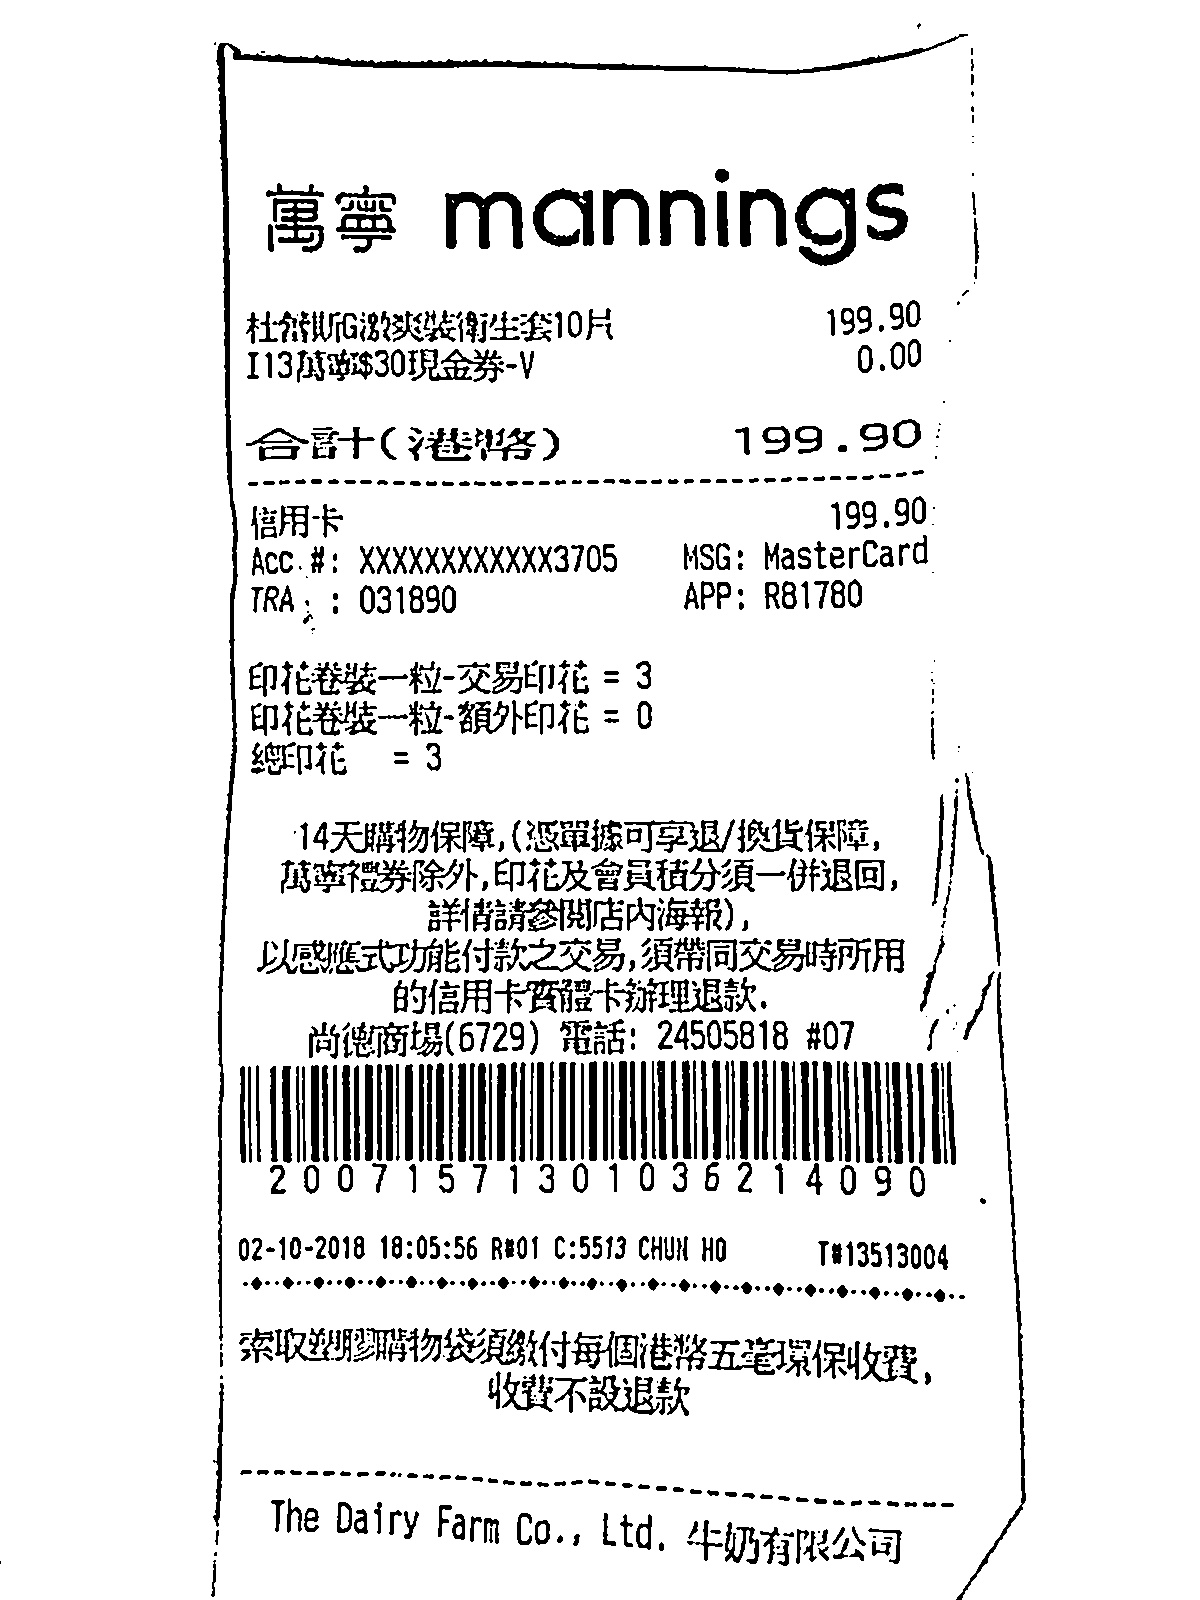 萬寧 mannings
杜蕾斯G激爽裝衛生套10片 199.90
I13萬寧$30現金券-V 0.00
合計(港幣) 199.90
信用卡 199.90
Acc.#: XXXXXXXXXXXX3705 MSG: MasterCard
TRA : 031890 APP: R81780
印花卷裝一粒-交易印花 = 3
印花卷裝一粒-額外印花 = 0
總印花 = 3
14天購物保障,(憑單據可享退/換貨保障,
萬寧禮券除外,印花及會員積分須一併退回,
詳情請參閱店內海報),
以感應式功能付款之交易,須帶同交易時所用
的信用卡實體卡辦理退款.
尚德商場(6729) 電話: 24505818 #07
20071571301036214090
02-10-2018 18:05:56 R#01 C:5513 CHUN HO T#13513004
索取塑膠購物袋須繳付每個港幣五毫環保收費,
收費不設退款
The Dairy Farm Co., Ltd. 牛奶有限公司